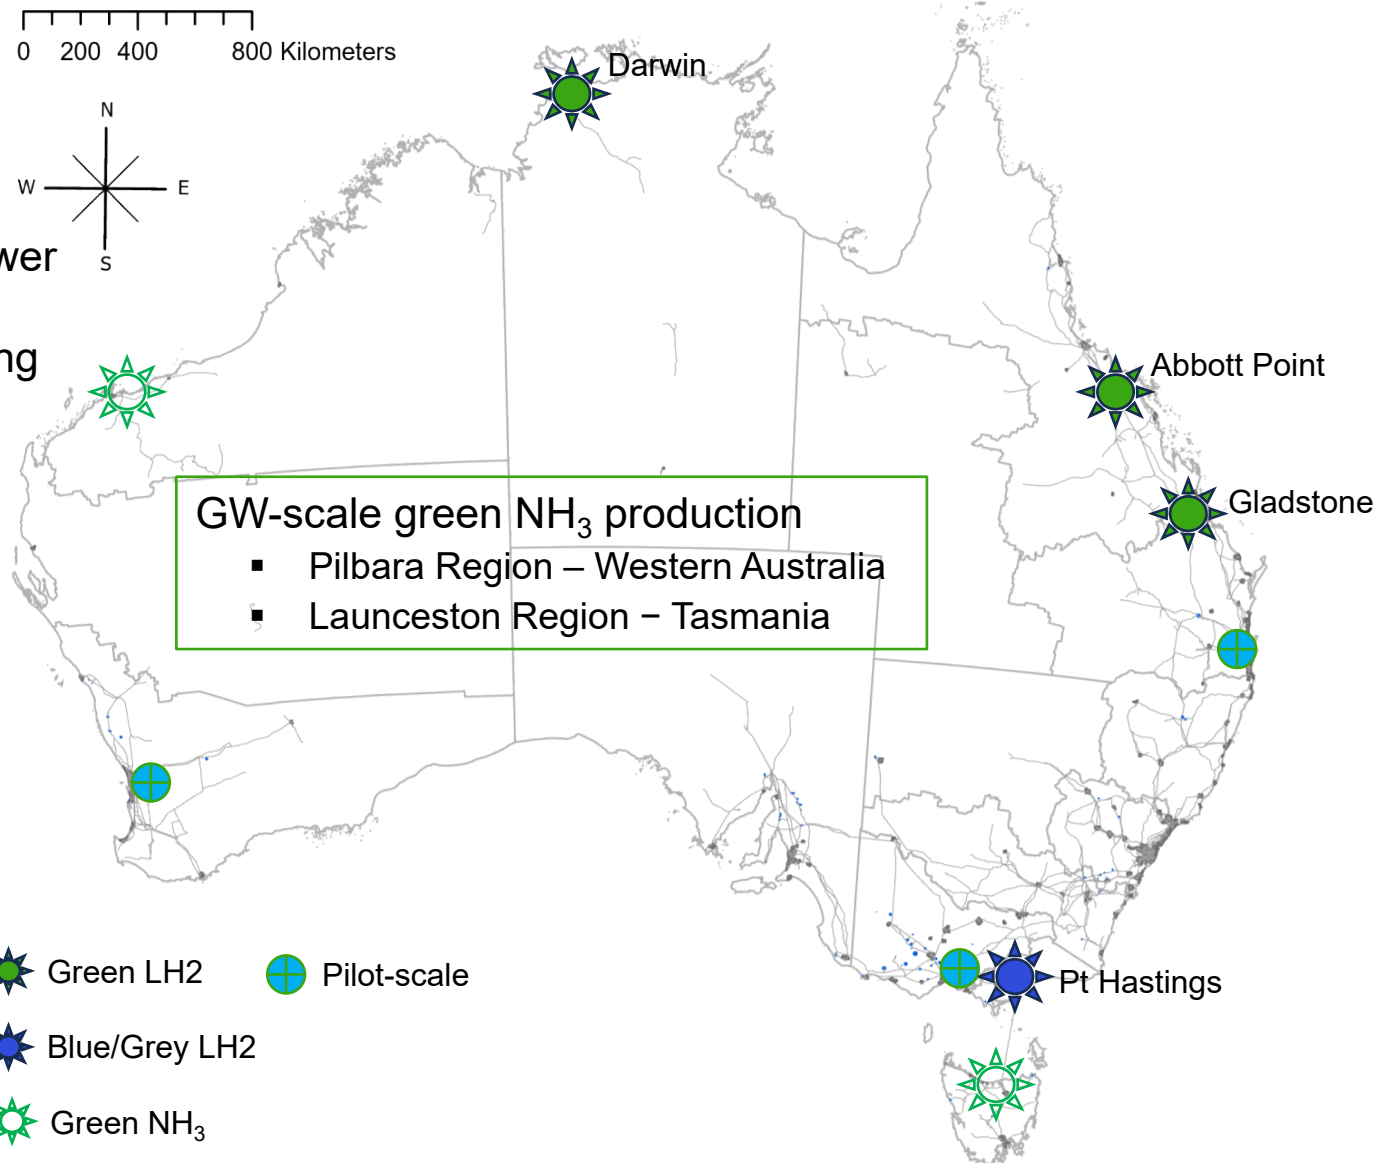 0 200 400 800 Kilometers
Darwin
N
W E
S
wer
ng
Abbott Point
Gladstone
GW-scale green NH₃ production
▪ Pilbara Region – Western Australia
▪ Launceston Region – Tasmania
Green LH2
Pilot-scale
Pt Hastings
Blue/Grey LH2
Green NH₃